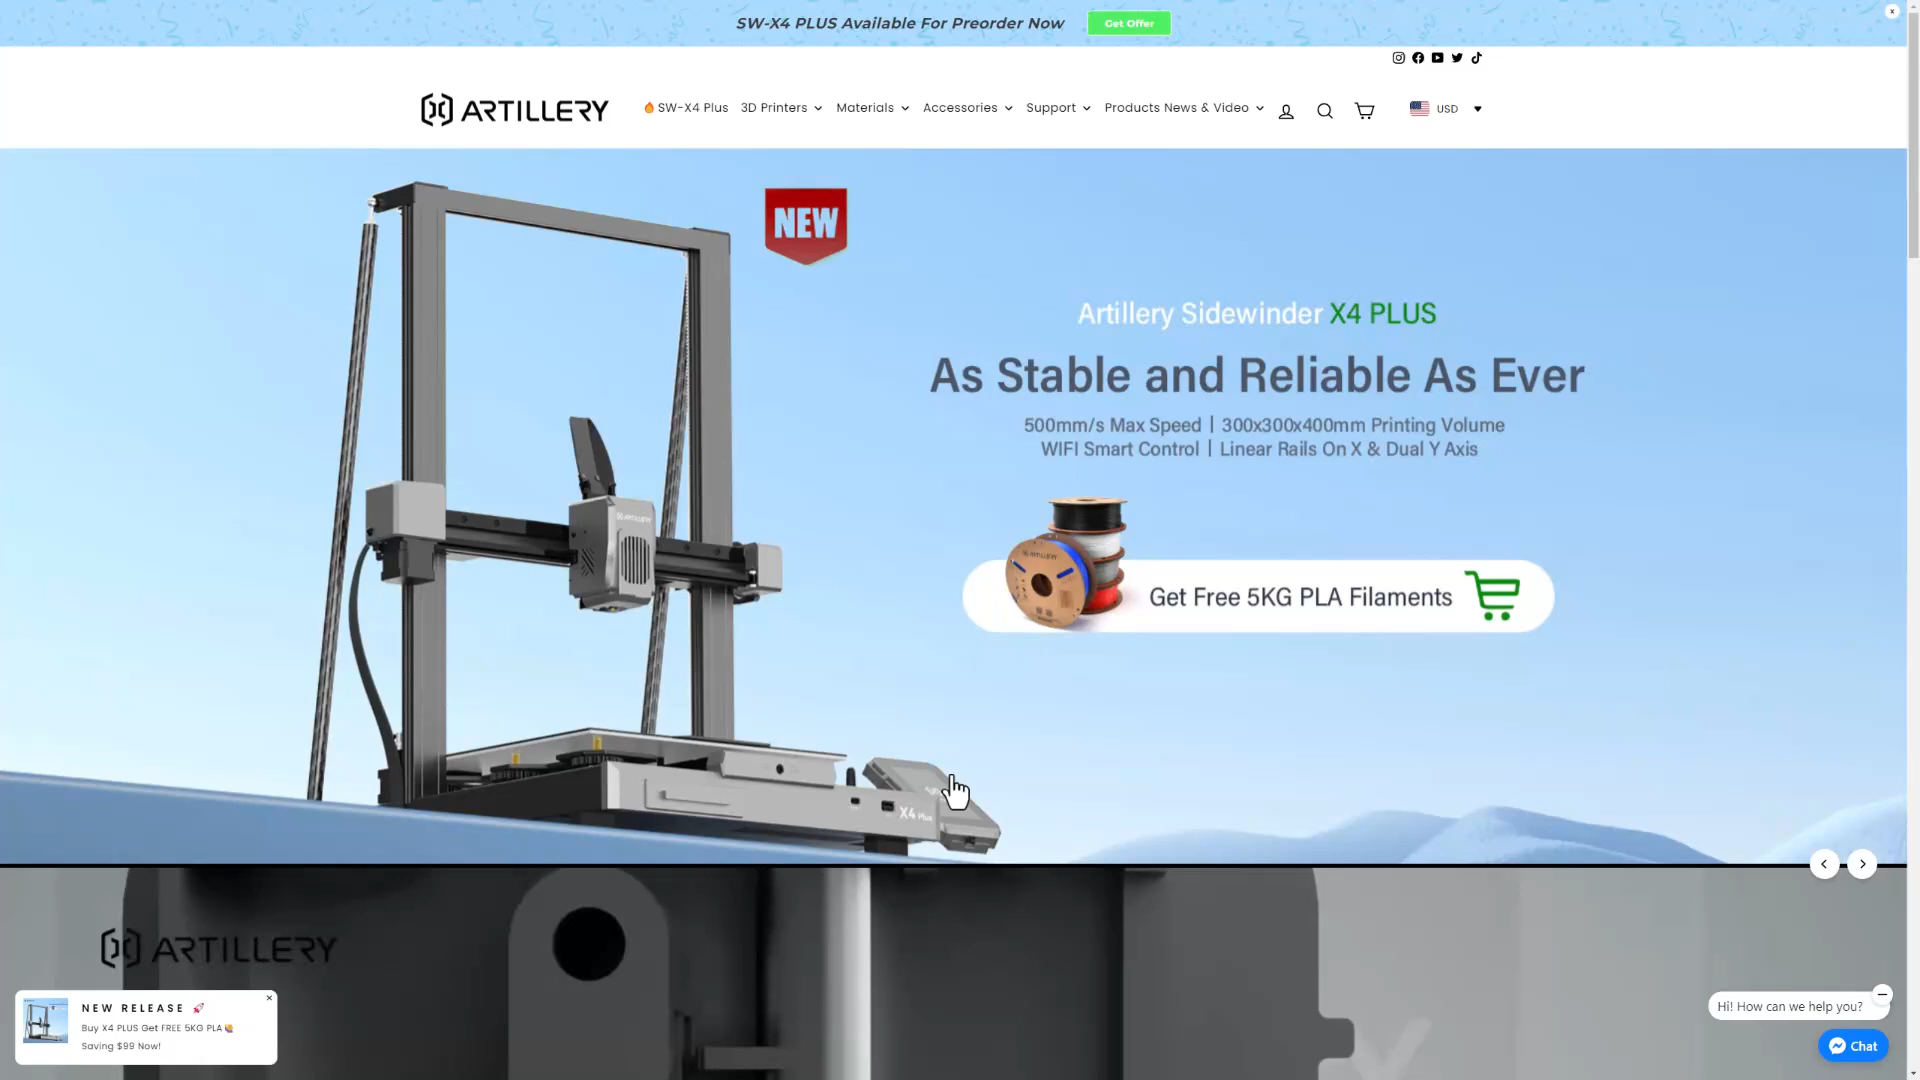 SW-X4 PLUS Available For Preorder Now
Get Offer
x
ARTILLERY
SW-X4 Plus
3D Printers
Materials
Accessories
Support
Products News & Video
USD
NEW
Artillery Sidewinder X4 PLUS
As Stable and Reliable As Ever
500mm/s Max Speed | 300x300x400mm Printing Volume
WIFI Smart Control | Linear Rails On X & Dual Y Axis
ARTILLERY
ARTILLERY
Get Free 5KG PLA Filaments
X4 Plus
ARTILLERY
NEW RELEASE 🚀
Buy X4 PLUS Get FREE 5KG PLA
Saving $99 Now!
Hi! How can we help you?
Chat